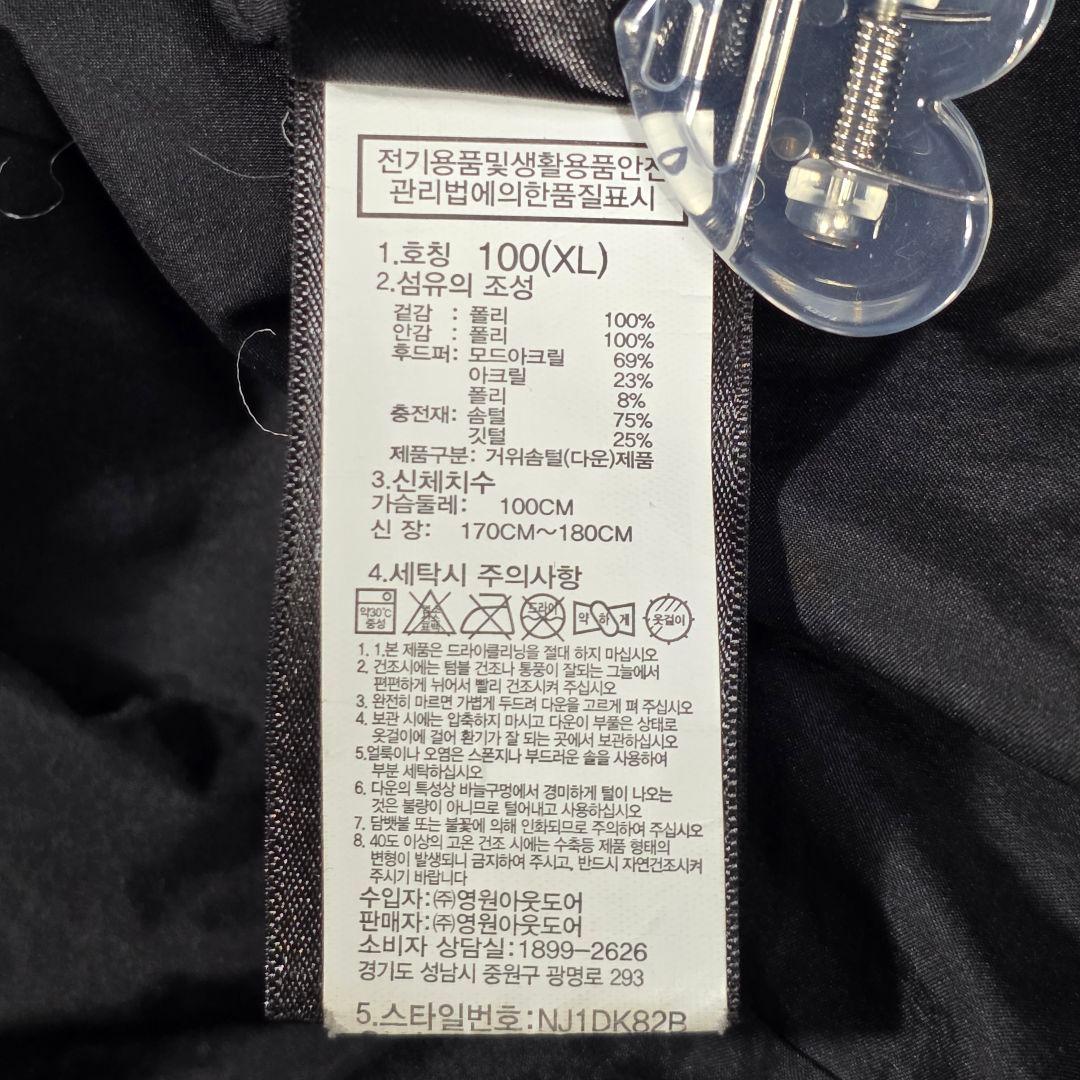 전기용품및생활용품안전
관리법에의한품질표시
1.호칭 100(XL)
2.섬유의 조성
겉감 : 폴리 100%
안감 : 폴리 100%
후드퍼: 모드아크릴 69%
아크릴 23%
폴리 8%
충전재: 솜털 75%
깃털 25%
제품구분: 거위솜털(다운)제품
3.신체치수
가슴둘레: 100CM
신 장: 170CM~180CM
4.세탁시 주의사항
약30℃ 중성 염소 산소 표백 드라이 약하게 옷걸이
1. 1.본 제품은 드라이클리닝을 절대 하지 마십시오
2. 건조시에는 텀블 건조나 통풍이 잘되는 그늘에서
편편하게 뉘어서 빨리 건조시켜 주십시오
3. 완전히 마르면 가볍게 두드려 다운을 고르게 펴 주십시오
4. 보관 시에는 압축하지 마시고 다운이 부풀은 상태로
옷걸이에 걸어 환기가 잘 되는 곳에서 보관하십시오
5.얼룩이나 오염은 스폰지나 부드러운 솔을 사용하여
부분 세탁하십시오
6. 다운의 특성상 바늘구멍에서 경미하게 털이 나오는
것은 불량이 아니므로 털어내고 사용하십시오
7. 담뱃불 또는 불꽃에 의해 인화되므로 주의하여 주십시오
8. 40도 이상의 고온 건조 시에는 수축등 제품 형태의
변형이 발생되니 금지하여 주시고, 반드시 자연건조시켜
주시기 바랍니다
수입자:㈜영원아웃도어
판매자:㈜영원아웃도어
소비자 상담실:1899-2626
경기도 성남시 중원구 광명로 293
5.스타일번호:NJ1DK82B